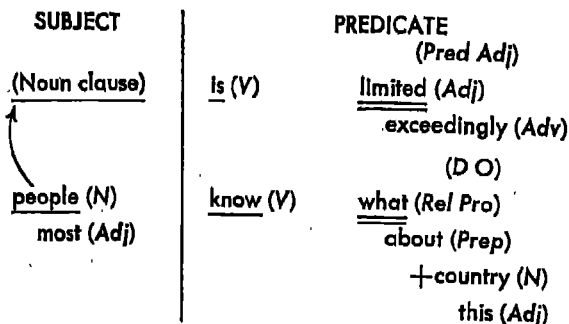 SUBJECT PREDICATE
(Pred Adj)
(Noun clause) is (V) limited (Adj)
exceedingly (Adv)
(D O)
people (N) know (V) what (Rel Pro)
most (Adj) about (Prep)
+country (N)
this (Adj)